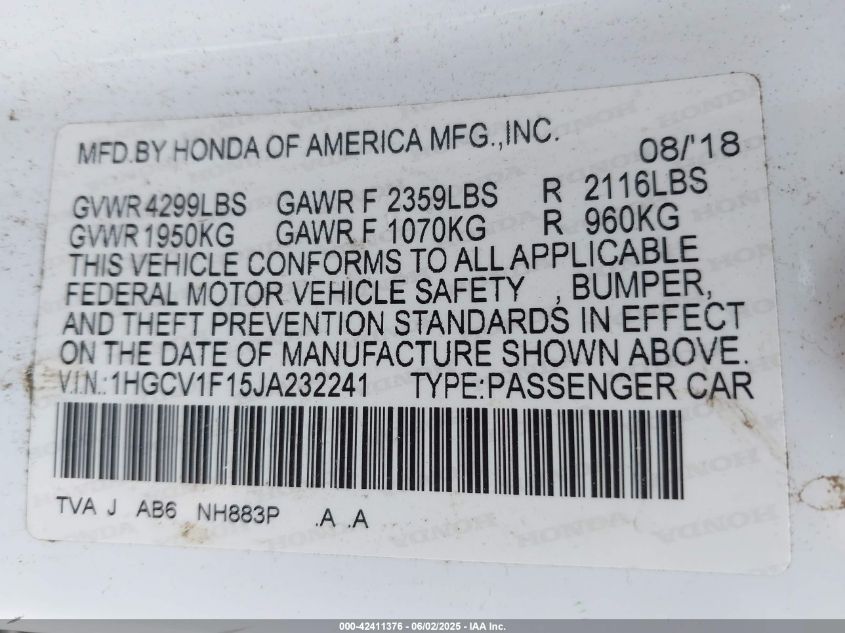 MFD.BY HONDA OF AMERICA MFG.,INC. 08/'18
GVWR 4299LBS GAWR F 2359LBS R 2116LBS
GVWR 1950KG GAWR F 1070KG R 960KG
THIS VEHICLE CONFORMS TO ALL APPLICABLE
FEDERAL MOTOR VEHICLE SAFETY , BUMPER,
AND THEFT PREVENTION STANDARDS IN EFFECT
ON THE DATE OF MANUFACTURE SHOWN ABOVE.
V.I.N.:1HGCV1F15JA232241 TYPE:PASSENGER CAR
TVA J AB6 NH883P .A .A
HONDA HONDA HONDA
000-42411376 - 06/02/2025 - IAA Inc.